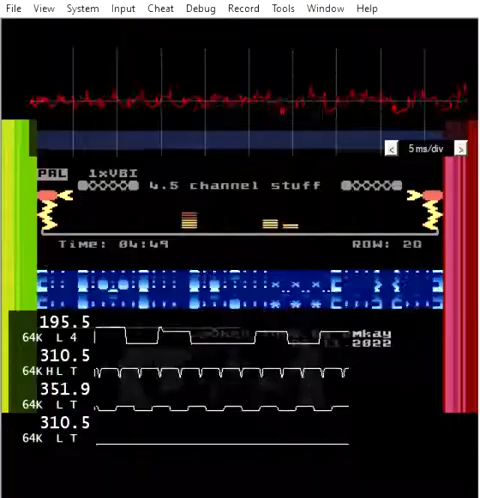 File View System Input Cheat Debug Record Tools Window Help
< 5 ms/div >
PAL 1xVBI
4.5 channel stuff
Time: 04:49 ROW: 20
195.5
64K L 4
mkay
.2022
310.5
64K H L T
351.9
64K L T
310.5
64K L T